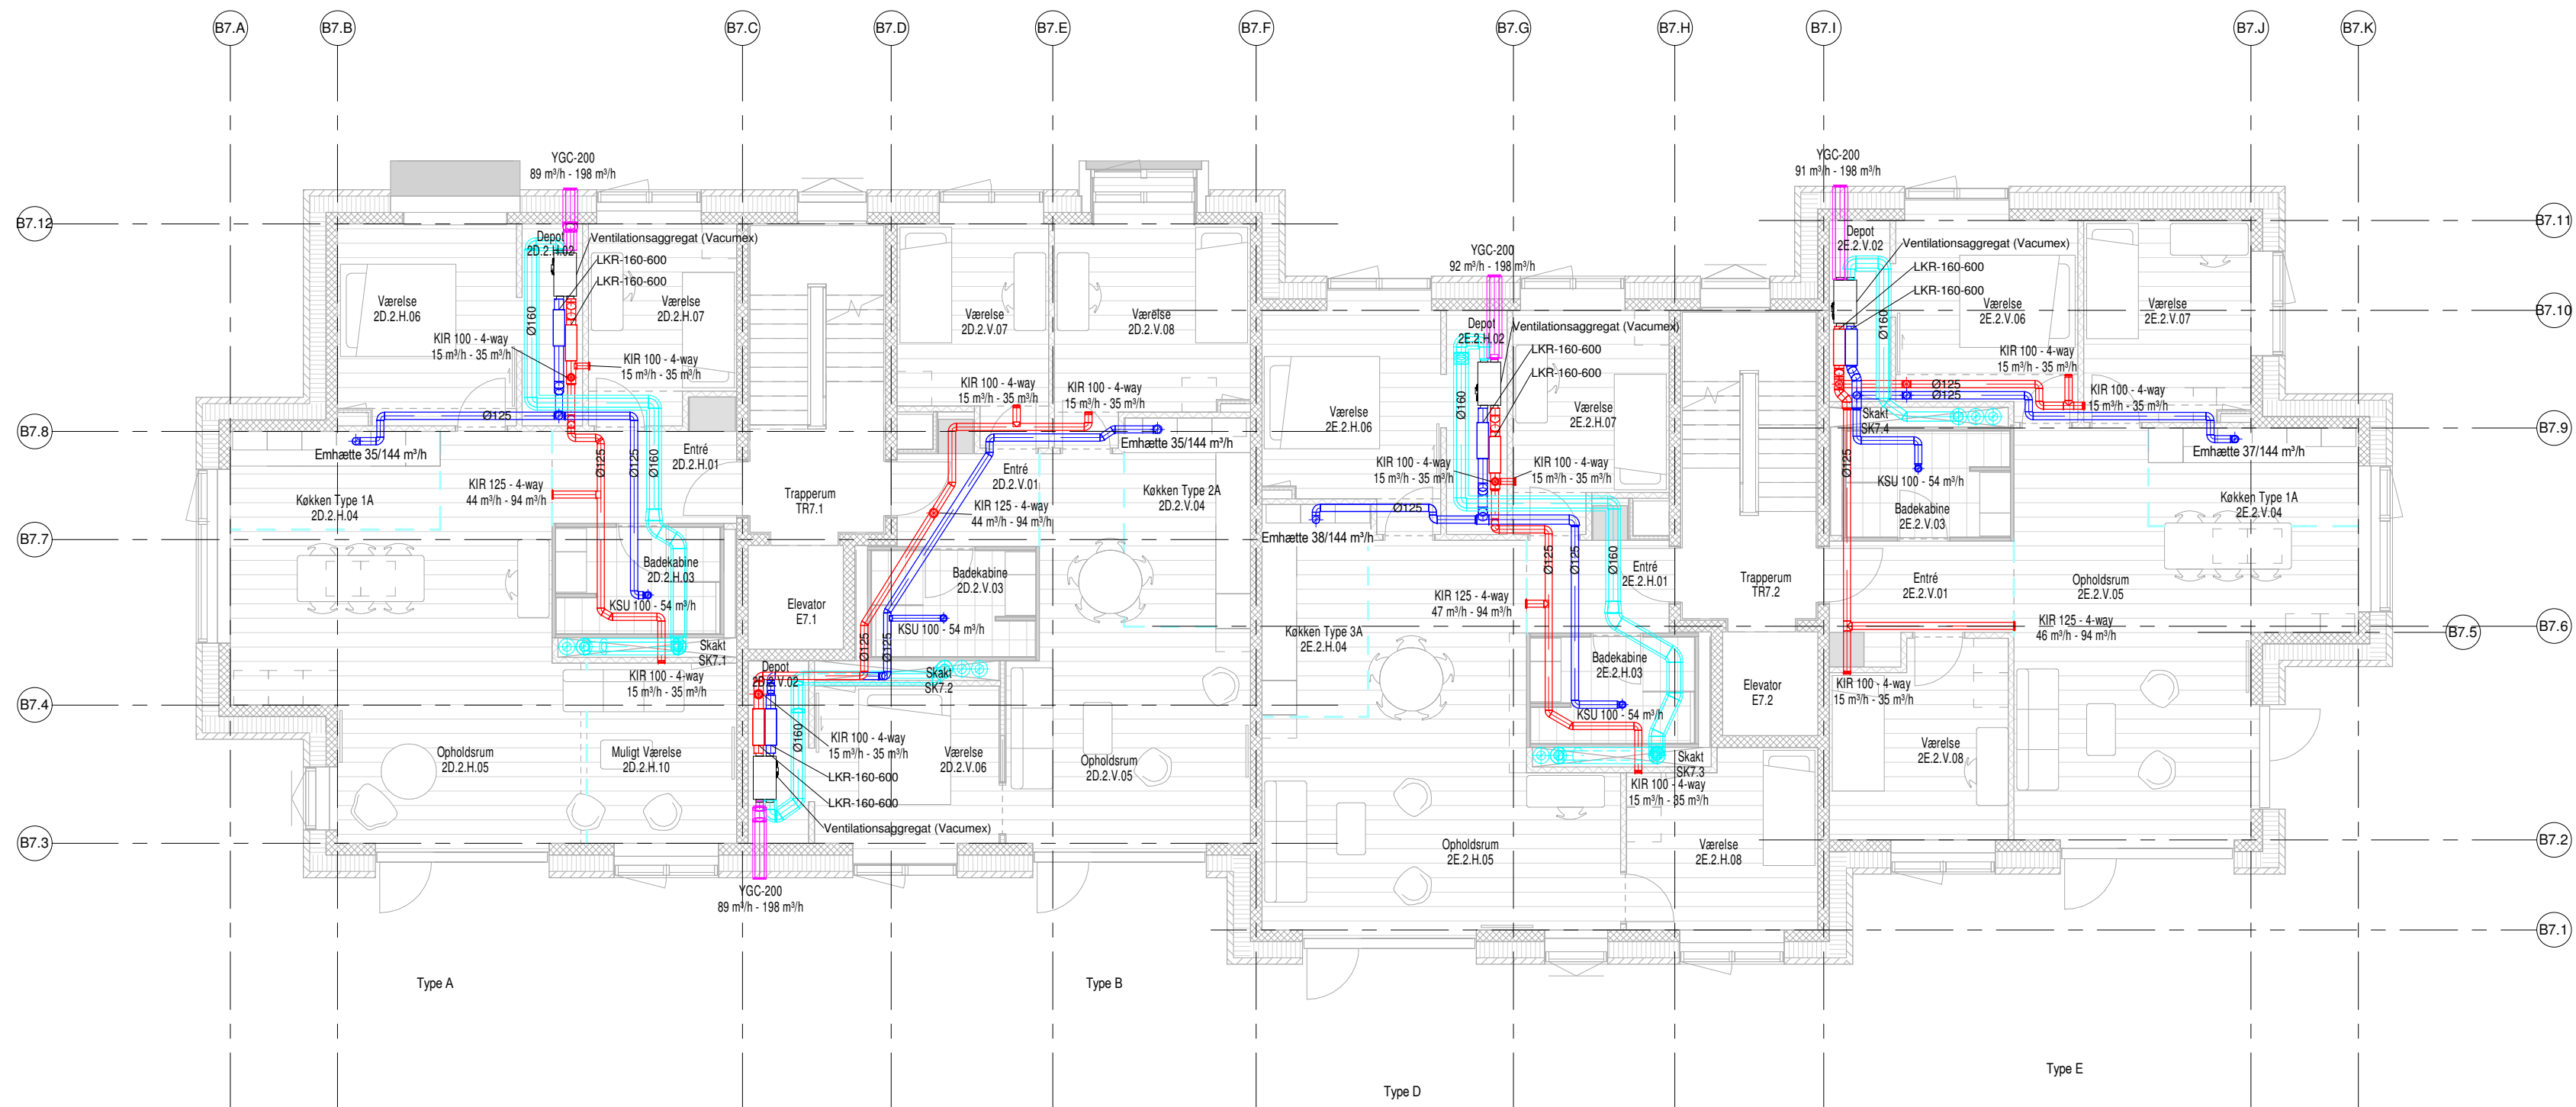 B7.A
B7.B
B7.C
B7.D
B7.E
B7.F
B7.G
B7.H
B7.I
B7.J
B7.K
B7.12
B7.8
B7.7
B7.4
B7.3
B7.11
B7.10
B7.9
B7.6
B7.5
B7.2
B7.1
YGC-200
89 m³/h - 198 m³/h
Depot
2D.2.H.02
Ventilationsaggregat (Vacumex)
LKR-160-600
LKR-160-600
Værelse
2D.2.H.06
Værelse
2D.2.H.07
Ø160
KIR 100 - 4-way
15 m³/h - 35 m³/h
KIR 100 - 4-way
15 m³/h - 35 m³/h
Ø125
Emhætte 35/144 m³/h
Entré
2D.2.H.01
Ø125
Ø125
Ø160
KIR 125 - 4-way
44 m³/h - 94 m³/h
Køkken Type 1A
2D.2.H.04
Badekabine
2D.2.H.03
KSU 100 - 54 m³/h
Skakt
SK7.1
KIR 100 - 4-way
15 m³/h - 35 m³/h
Opholdsrum
2D.2.H.05
Muligt Værelse
2D.2.H.10
Type A
Trapperum
TR7.1
Elevator
E7.1
Værelse
2D.2.V.07
Værelse
2D.2.V.08
KIR 100 - 4-way
15 m³/h - 35 m³/h
KIR 100 - 4-way
15 m³/h - 35 m³/h
Emhætte 35/144 m³/h
Entré
2D.2.V.01
Køkken Type 2A
2D.2.V.04
KIR 125 - 4-way
44 m³/h - 94 m³/h
Badekabine
2D.2.V.03
KSU 100 - 54 m³/h
Ø125
Ø125
Depot
2D.2.V.02
Skakt
SK7.2
Ø160
KIR 100 - 4-way
15 m³/h - 35 m³/h
LKR-160-600
LKR-160-600
Ventilationsaggregat (Vacumex)
Værelse
2D.2.V.06
Opholdsrum
2D.2.V.05
YGC-200
89 m³/h - 198 m³/h
Type B
YGC-200
92 m³/h - 198 m³/h
Depot
2E.2.H.02
Ventilationsaggregat (Vacumex)
LKR-160-600
LKR-160-600
Ø160
Værelse
2E.2.H.06
Værelse
2E.2.H.07
KIR 100 - 4-way
15 m³/h - 35 m³/h
KIR 100 - 4-way
15 m³/h - 35 m³/h
Ø125
Emhætte 38/144 m³/h
Ø125
Ø125
Ø160
Entré
2E.2.H.01
KIR 125 - 4-way
47 m³/h - 94 m³/h
Køkken Type 3A
2E.2.H.04
Badekabine
2E.2.H.03
KSU 100 - 54 m³/h
Skakt
SK7.3
KIR 100 - 4-way
15 m³/h - 35 m³/h
Opholdsrum
2E.2.H.05
Værelse
2E.2.H.08
Type D
Trapperum
TR7.2
Elevator
E7.2
YGC-200
91 m³/h - 198 m³/h
Depot
2E.2.V.02
Ventilationsaggregat (Vacumex)
LKR-160-600
LKR-160-600
Ø160
Værelse
2E.2.V.06
Værelse
2E.2.V.07
KIR 100 - 4-way
15 m³/h - 35 m³/h
Ø125
Ø125
KIR 100 - 4-way
15 m³/h - 35 m³/h
Skakt
SK7.4
Emhætte 37/144 m³/h
Ø125
KSU 100 - 54 m³/h
Badekabine
2E.2.V.03
Køkken Type 1A
2E.2.V.04
Entré
2E.2.V.01
Opholdsrum
2E.2.V.05
KIR 125 - 4-way
46 m³/h - 94 m³/h
KIR 100 - 4-way
15 m³/h - 35 m³/h
Værelse
2E.2.V.08
Type E